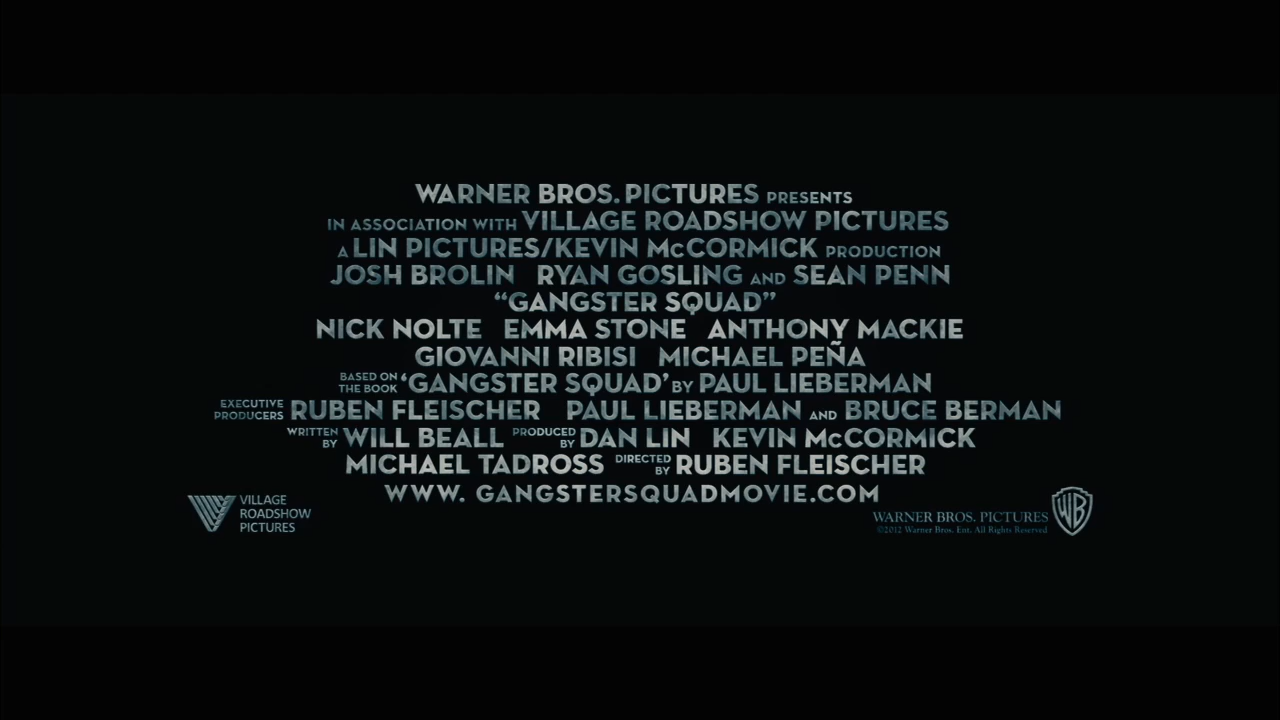 WARNER BROS. PICTURES PRESENTS
IN ASSOCIATION WITH VILLAGE ROADSHOW PICTURES
A LIN PICTURES/KEVIN McCORMICK PRODUCTION
JOSH BROLIN RYAN GOSLING AND SEAN PENN
“GANGSTER SQUAD”
NICK NOLTE EMMA STONE ANTHONY MACKIE
GIOVANNI RIBISI MICHAEL PEÑA
BASED ON THE BOOK ‘GANGSTER SQUAD’ BY PAUL LIEBERMAN
EXECUTIVE PRODUCERS RUBEN FLEISCHER PAUL LIEBERMAN AND BRUCE BERMAN
WRITTEN BY WILL BEALL PRODUCED BY DAN LIN KEVIN McCORMICK
MICHAEL TADROSS DIRECTED BY RUBEN FLEISCHER
WWW. GANGSTERSQUADMOVIE.COM
VILLAGE
ROADSHOW
PICTURES
WARNER BROS. PICTURES
©2012 Warner Bros. Ent. All Rights Reserved
WB